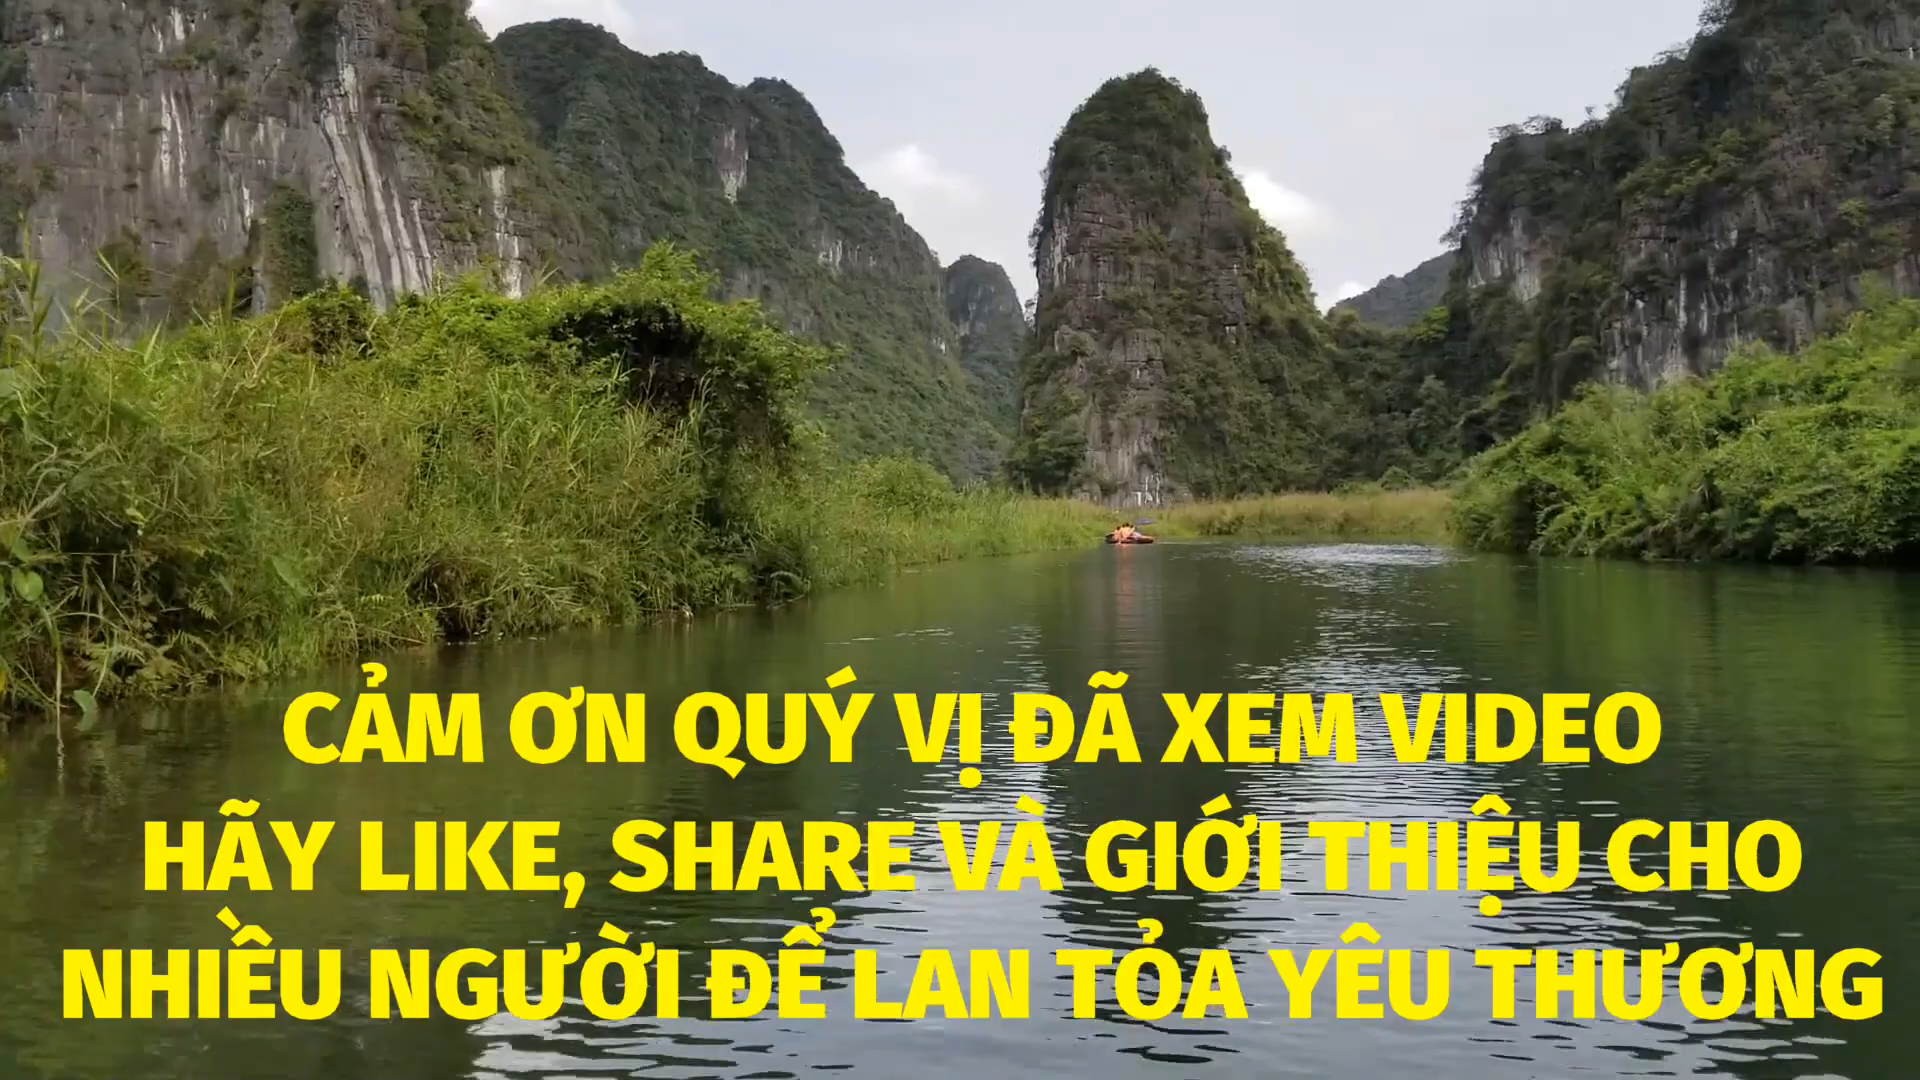 CẢM ƠN QUÝ VỊ ĐÃ XEM VIDEO
HÃY LIKE, SHARE VÀ GIỚI THIỆU CHO
NHIỀU NGƯỜI ĐỂ LAN TỎA YÊU THƯƠNG